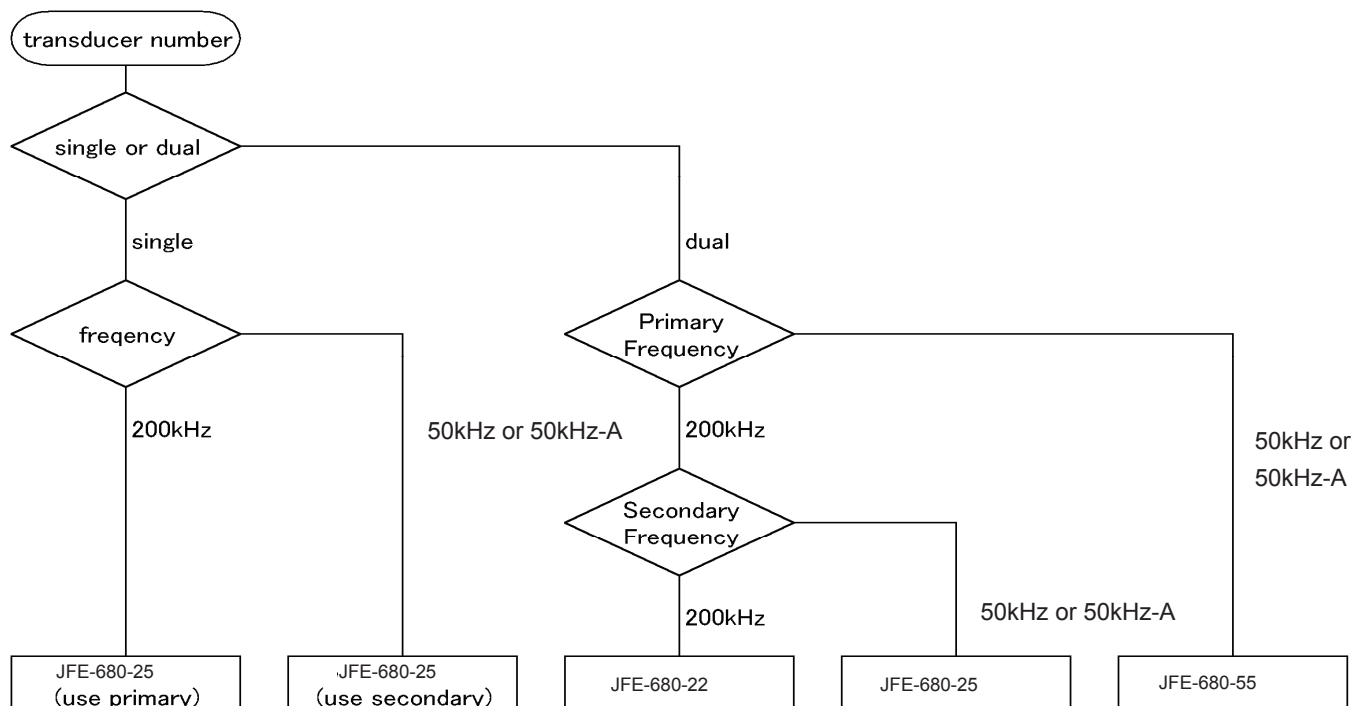 transducer number
single or dual
single
dual
freqency
Primary
Frequency
200kHz
50kHz or 50kHz-A
200kHz
50kHz or
50kHz-A
Secondary
Frequency
200kHz
50kHz or 50kHz-A
JFE-680-25
(use primary)
JFE-680-25
(use secondary)
JFE-680-22
JFE-680-25
JFE-680-55